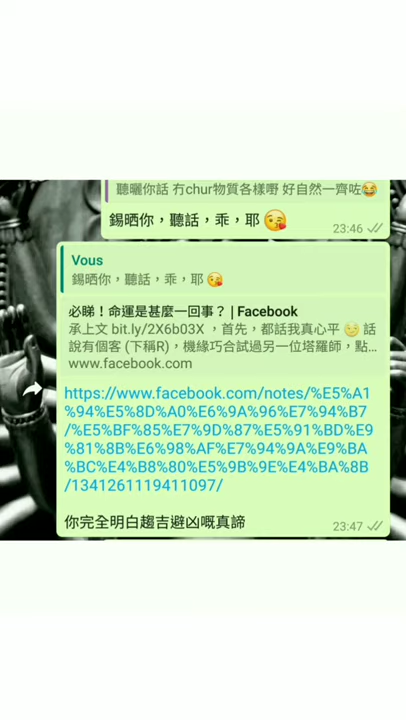 聽曬你話 冇chur物質各樣嘢 好自然一齊咗😂
錫晒你，聽話，乖，耶 😘
23:46
Vous
錫晒你，聽話，乖，耶 😘
必睇！命運是甚麼一回事？ | Facebook
承上文 bit.ly/2X6b03X ，首先，都話我真心平 😏 話
說有個客 (下稱R)，機緣巧合試過另一位塔羅師，點...
www.facebook.com
https://www.facebook.com/notes/%E5%A1
%94%E5%8D%A0%E6%9A%96%E7%94%B7
/%E5%BF%85%E7%9D%87%E5%91%BD%E9
%81%8B%E6%98%AF%E7%94%9A%E9%BA
%BC%E4%B8%80%E5%9B%9E%E4%BA%8B
/1341261119411097/
你完全明白趨吉避凶嘅真諦
23:47